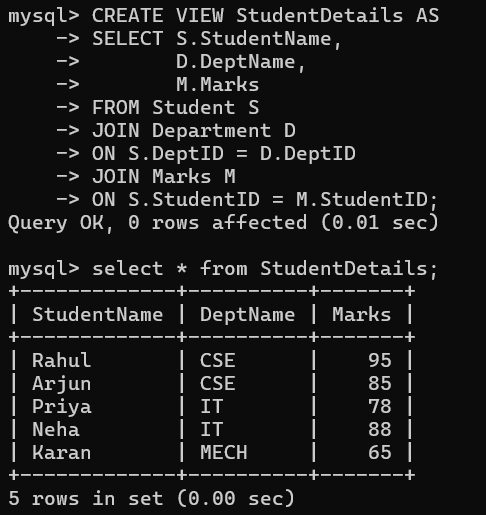 mysql> CREATE VIEW StudentDetails AS
    -> SELECT S.StudentName,
    ->        D.DeptName,
    ->        M.Marks
    -> FROM Student S
    -> JOIN Department D
    -> ON S.DeptID = D.DeptID
    -> JOIN Marks M
    -> ON S.StudentID = M.StudentID;
Query OK, 0 rows affected (0.01 sec)

mysql> select * from StudentDetails;
+-------------+----------+-------+
| StudentName | DeptName | Marks |
+-------------+----------+-------+
| Rahul       | CSE      |    95 |
| Arjun       | CSE      |    85 |
| Priya       | IT       |    78 |
| Neha        | IT       |    88 |
| Karan       | MECH     |    65 |
+-------------+----------+-------+
5 rows in set (0.00 sec)